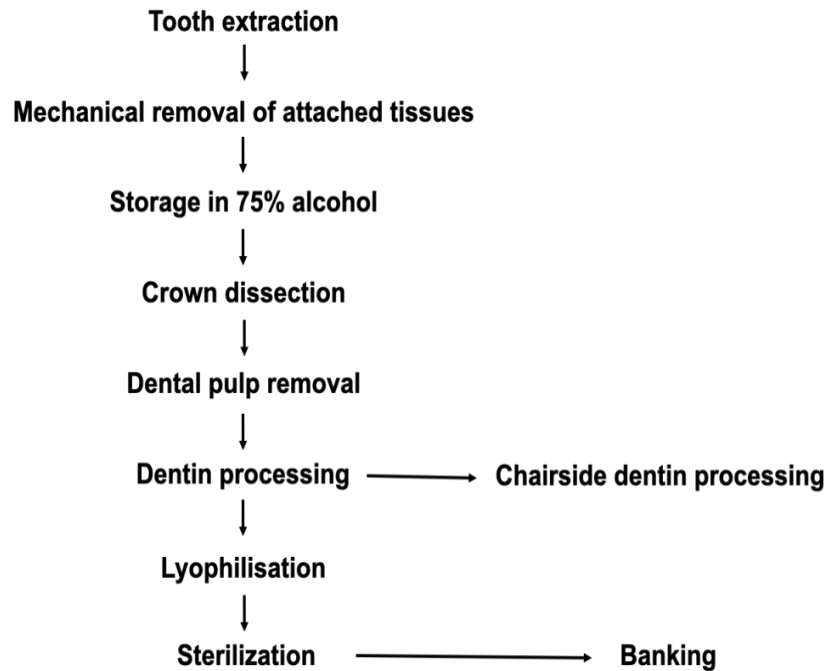 Tooth extraction
Mechanical removal of attached tissues
Storage in 75% alcohol
Crown dissection
Dental pulp removal
Dentin processing
Chairside dentin processing
Lyophilisation
Sterilization
Banking